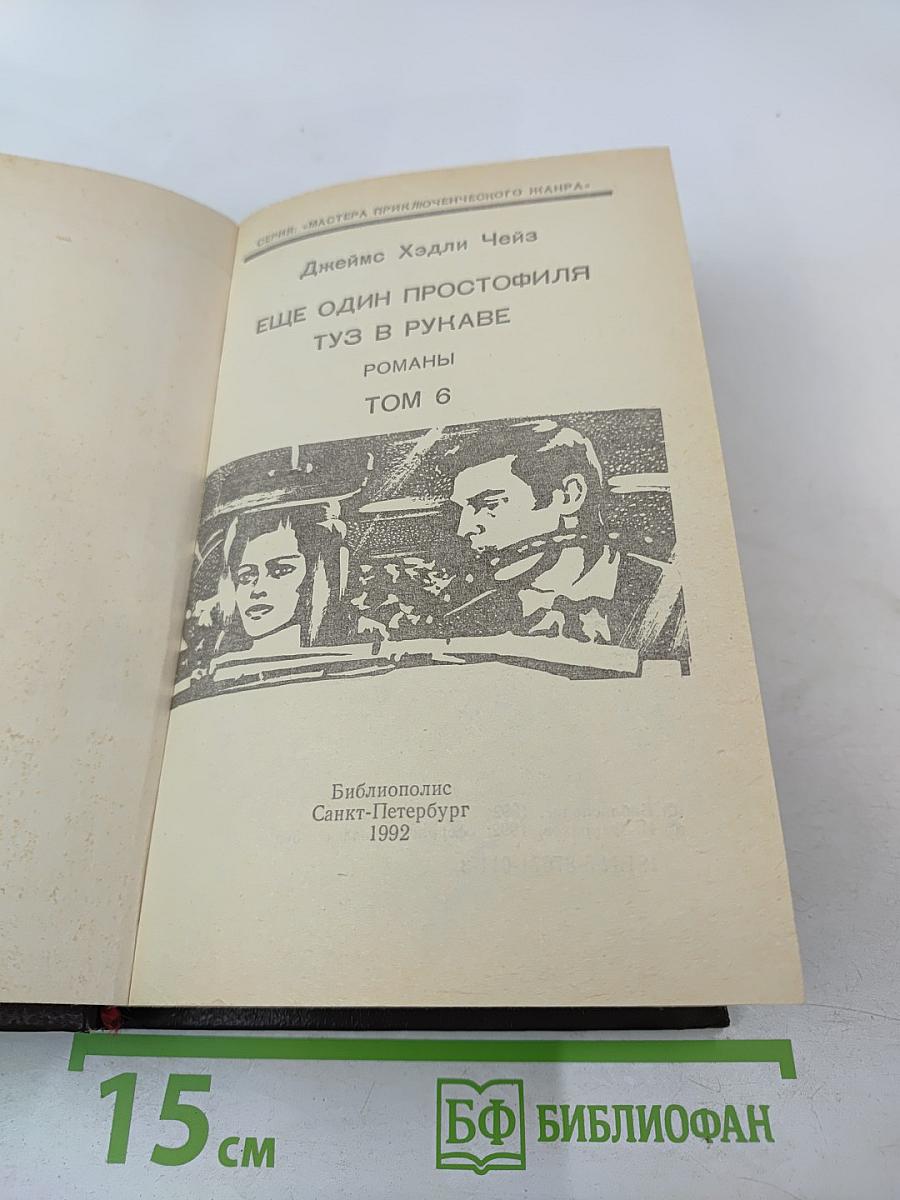 СЕРИЯ: «МАСТЕРА ПРИКЛЮЧЕНЧЕСКОГО ЖАНРА»
Джеймс Хэдли Чейз
ЕЩЕ ОДИН ПРОСТОФИЛЯ
ТУЗ В РУКАВЕ
РОМАНЫ
ТОМ 6
Библиополис
Санкт-Петербург
1992
15 см
БФ БИБЛИОФАН